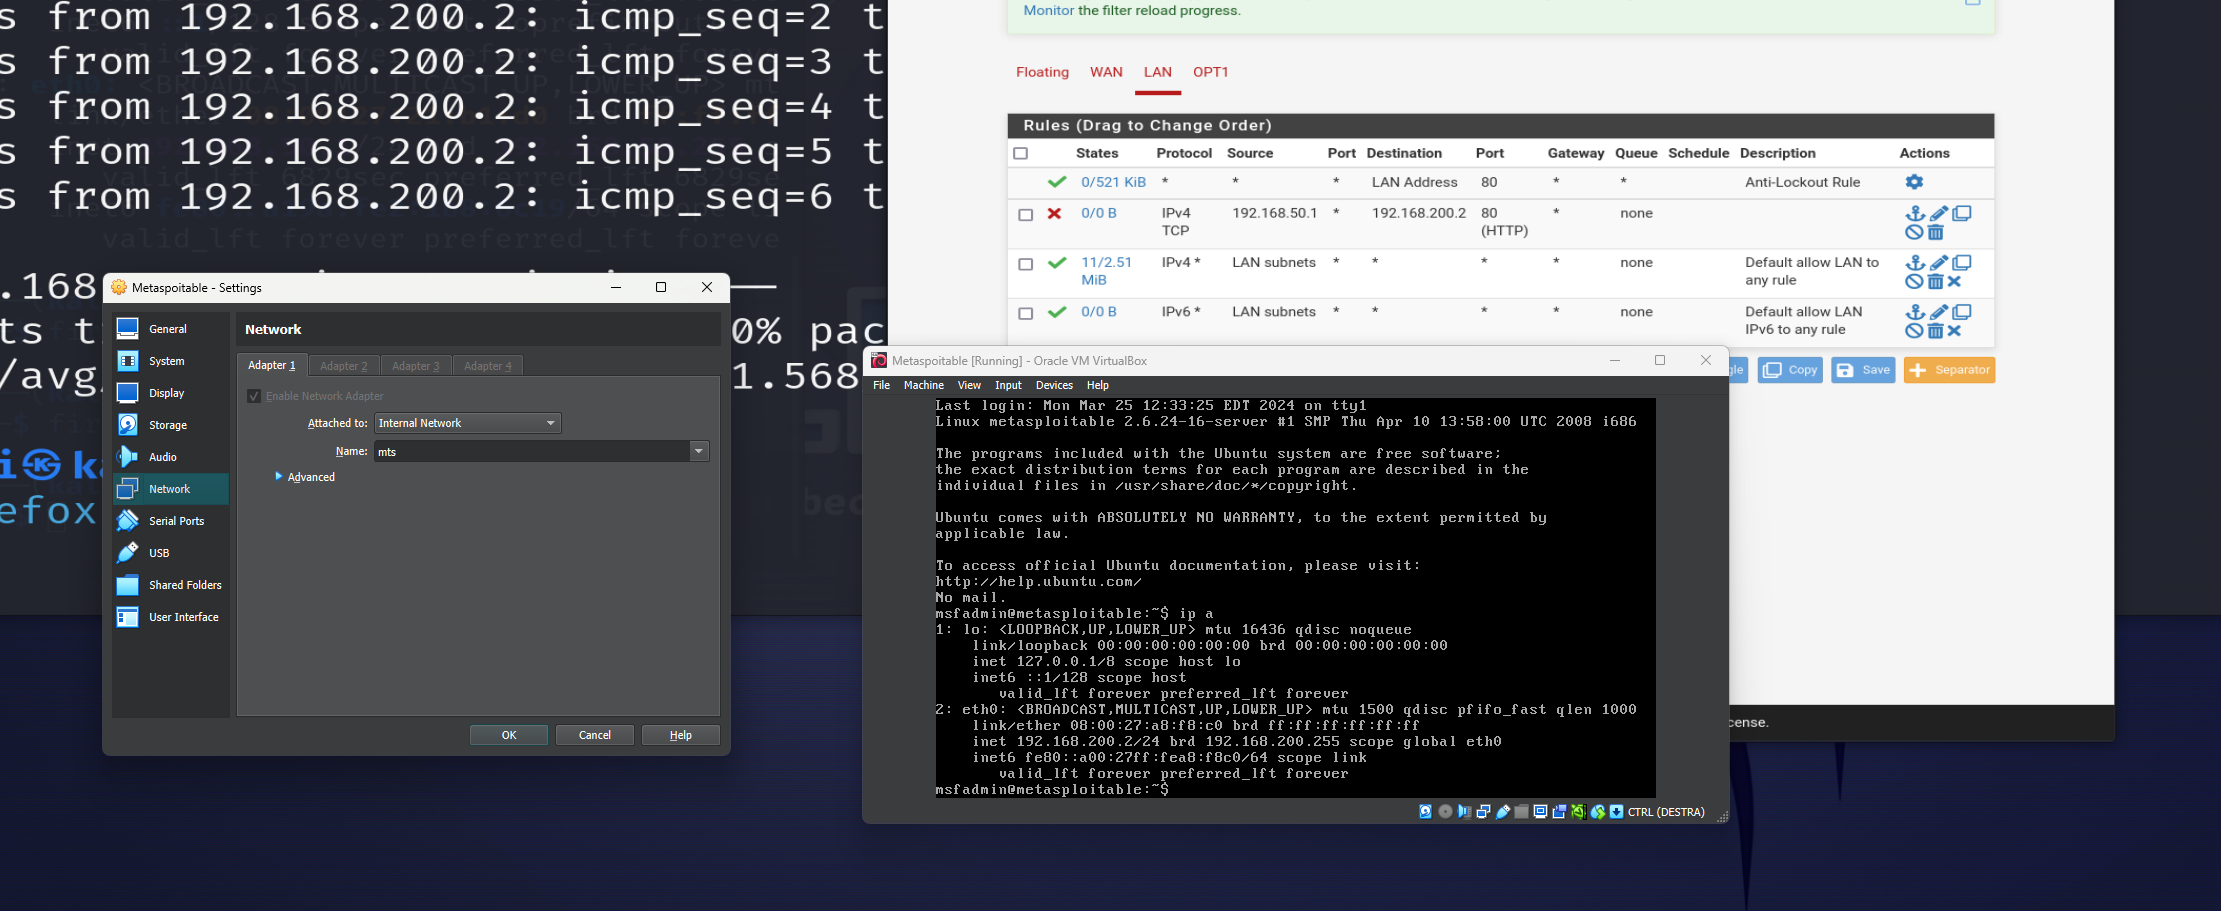 s from 192.168.200.2: icmp_seq=2 t
s from 192.168.200.2: icmp_seq=3 t
s from 192.168.200.2: icmp_seq=4 t
s from 192.168.200.2: icmp_seq=5 t
s from 192.168.200.2: icmp_seq=6 t
<BROADCAST,MULTICAST,UP,LOWER_UP> mt
valid_lft 6829sec preferred_lft 6829se
valid_lft forever preferred_lft foreve
.168
ts t
0% pac
/avg
1.568
efox
Monitor the filter reload progress.
Floating WAN LAN OPT1
Rules (Drag to Change Order)
States Protocol Source Port Destination Port Gateway Queue Schedule Description Actions
0/521 KiB * * LAN Address 80 * * Anti-Lockout Rule
0/0 B IPv4 TCP 192.168.50.1 * 192.168.200.2 80 (HTTP) * none
11/2.51 MiB IPv4 * LAN subnets * * * * none Default allow LAN to any rule
0/0 B IPv6 * LAN subnets * * * * none Default allow LAN IPv6 to any rule
gle Copy Save Separator
cense.
Metaspoitable - Settings
General
System
Display
Storage
Audio
Network
Serial Ports
USB
Shared Folders
User Interface
Network
Adapter 1 Adapter 2 Adapter 3 Adapter 4
Enable Network Adapter
Attached to: Internal Network
Name: mts
Advanced
OK Cancel Help
Metaspoitable [Running] - Oracle VM VirtualBox
File Machine View Input Devices Help
Last login: Mon Mar 25 12:33:25 EDT 2024 on tty1
Linux metasploitable 2.6.24-16-server #1 SMP Thu Apr 10 13:58:00 UTC 2008 i686
The programs included with the Ubuntu system are free software;
the exact distribution terms for each program are described in the
individual files in /usr/share/doc/*/copyright.
Ubuntu comes with ABSOLUTELY NO WARRANTY, to the extent permitted by
applicable law.
To access official Ubuntu documentation, please visit:
http://help.ubuntu.com/
No mail.
msfadmin@metasploitable:~$ ip a
1: lo: <LOOPBACK,UP,LOWER_UP> mtu 16436 qdisc noqueue
link/loopback 00:00:00:00:00:00 brd 00:00:00:00:00:00
inet 127.0.0.1/8 scope host lo
inet6 ::1/128 scope host
valid_lft forever preferred_lft forever
2: eth0: <BROADCAST,MULTICAST,UP,LOWER_UP> mtu 1500 qdisc pfifo_fast qlen 1000
link/ether 08:00:27:a8:f8:c0 brd ff:ff:ff:ff:ff:ff
inet 192.168.200.2/24 brd 192.168.200.255 scope global eth0
inet6 fe80::a00:27ff:fea8:f8c0/64 scope link
valid_lft forever preferred_lft forever
msfadmin@metasploitable:~$
CTRL (DESTRA)